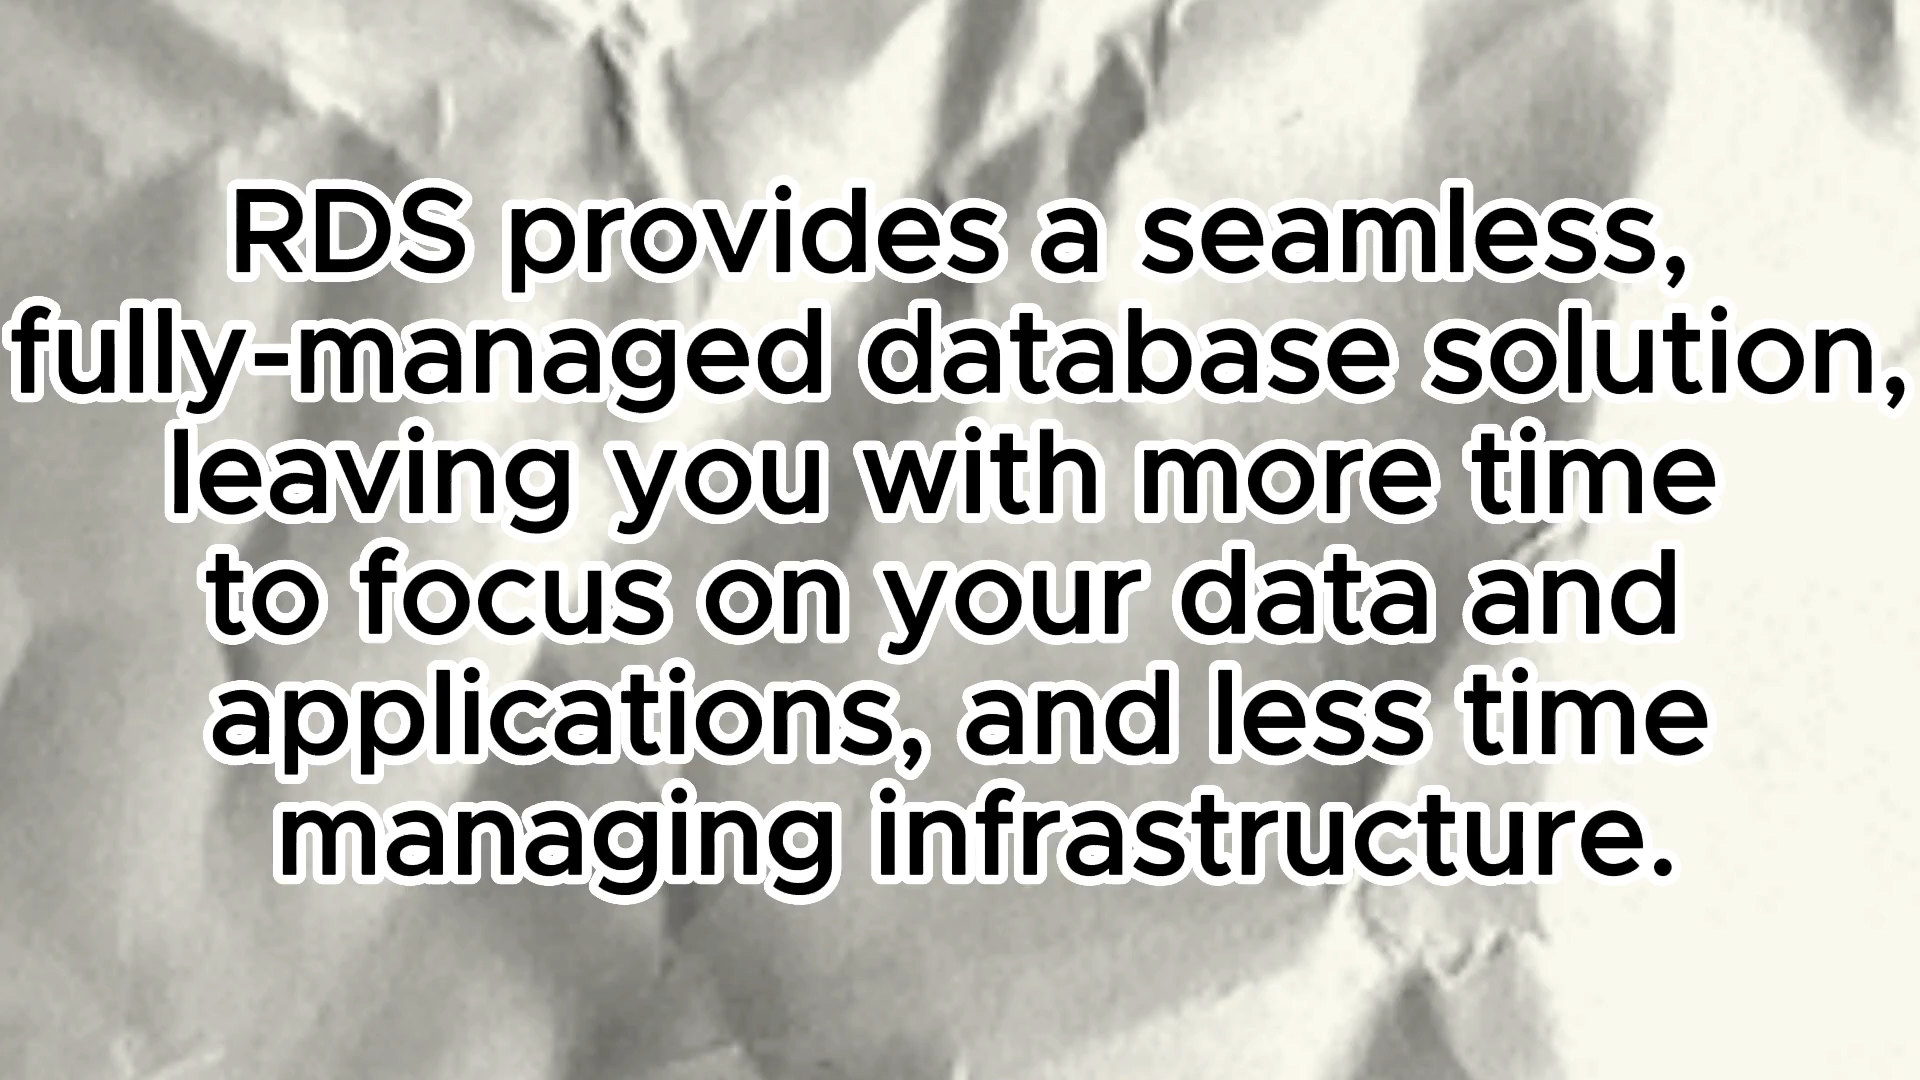 RDS provides a seamless,
fully-managed database solution,
leaving you with more time
to focus on your data and
applications, and less time
managing infrastructure.